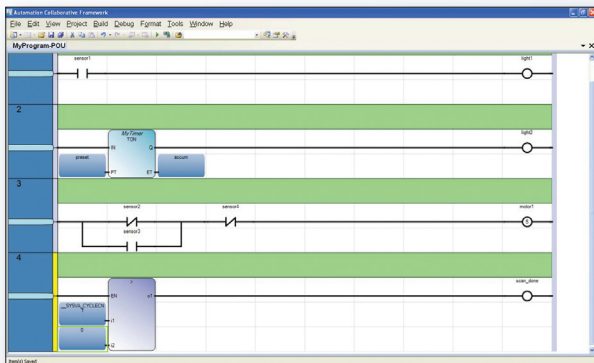 Automation Collaborative Framework
File Edit View Project Build Debug Format Tools Window Help
MyProgram-POU
sensor1 light1
2
MyTimer
TON
light2
IN Q
preset accum
PT ET
3
sensor2 sensor4 motor1
S
sensor3
4
scan_done
EN o1
__SYSVA_CYCLECN
i1
0
i2
Item(s) Saved